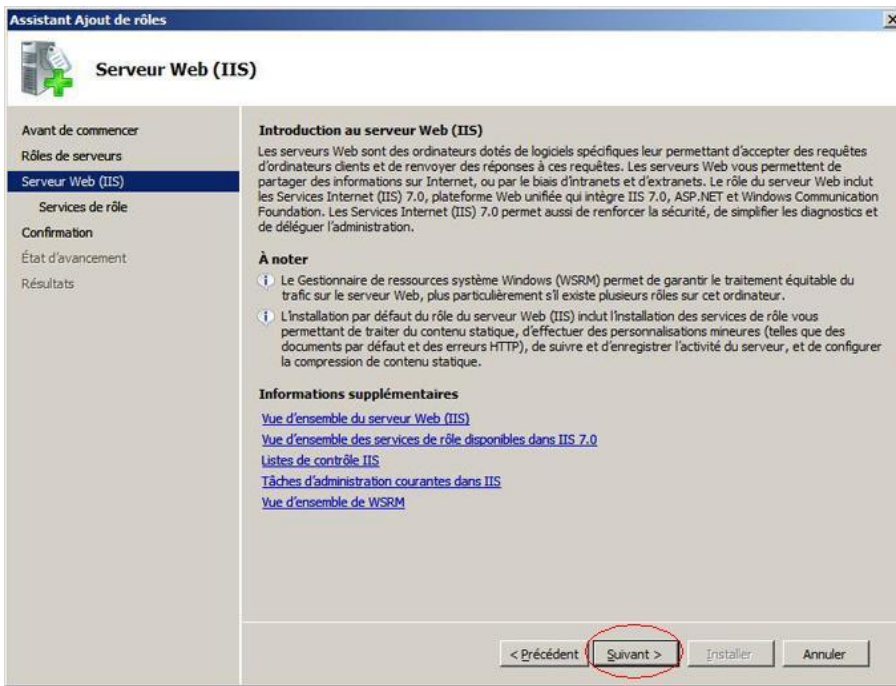 Assistant Ajout de rôles
Serveur Web (IIS)
Avant de commencer
Rôles de serveurs
Serveur Web (IIS)
Services de rôle
Confirmation
État d'avancement
Résultats
Introduction au serveur Web (IIS)
Les serveurs Web sont des ordinateurs dotés de logiciels spécifiques leur permettant d'accepter des requêtes
d'ordinateurs clients et de renvoyer des réponses à ces requêtes. Les serveurs Web vous permettent de
partager des informations sur Internet, ou par le biais d'intranets et d'extranets. Le rôle du serveur Web inclut
les Services Internet (IIS) 7.0, plateforme Web unifiée qui intègre IIS 7.0, ASP.NET et Windows Communication
Foundation. Les Services Internet (IIS) 7.0 permet aussi de renforcer la sécurité, de simplifier les diagnostics et
de déléguer l'administration.
À noter
Le Gestionnaire de ressources système Windows (WSRM) permet de garantir le traitement équitable du
trafic sur le serveur Web, plus particulièrement s'il existe plusieurs rôles sur cet ordinateur.
L'installation par défaut du rôle du serveur Web (IIS) inclut l'installation des services de rôle vous
permettant de traiter du contenu statique, d'effectuer des personnalisations mineures (telles que des
documents par défaut et des erreurs HTTP), de suivre et d'enregistrer l'activité du serveur, et de configurer
la compression de contenu statique.
Informations supplémentaires
Vue d'ensemble du serveur Web (IIS)
Vue d'ensemble des services de rôle disponibles dans IIS 7.0
Listes de contrôle IIS
Tâches d'administration courantes dans IIS
Vue d'ensemble de WSRM
< Précédent Suivant > Installer Annuler